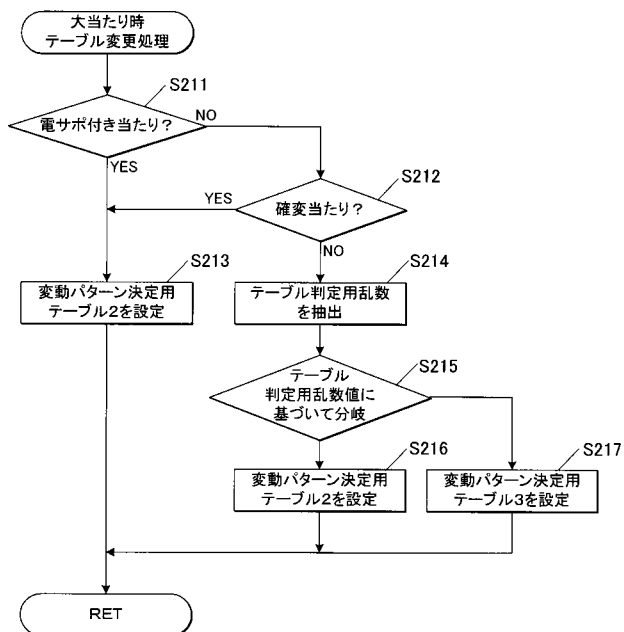 大当たり時
テーブル変更処理
S211
電サポ付き当たり？
NO
YES
S212
確変当たり？
YES
NO
S213
変動パターン決定用
テーブル2を設定
S214
テーブル判定用乱数
を抽出
S215
テーブル
判定用乱数値に
基づいて分岐
S216
変動パターン決定用
テーブル2を設定
S217
変動パターン決定用
テーブル3を設定
RET